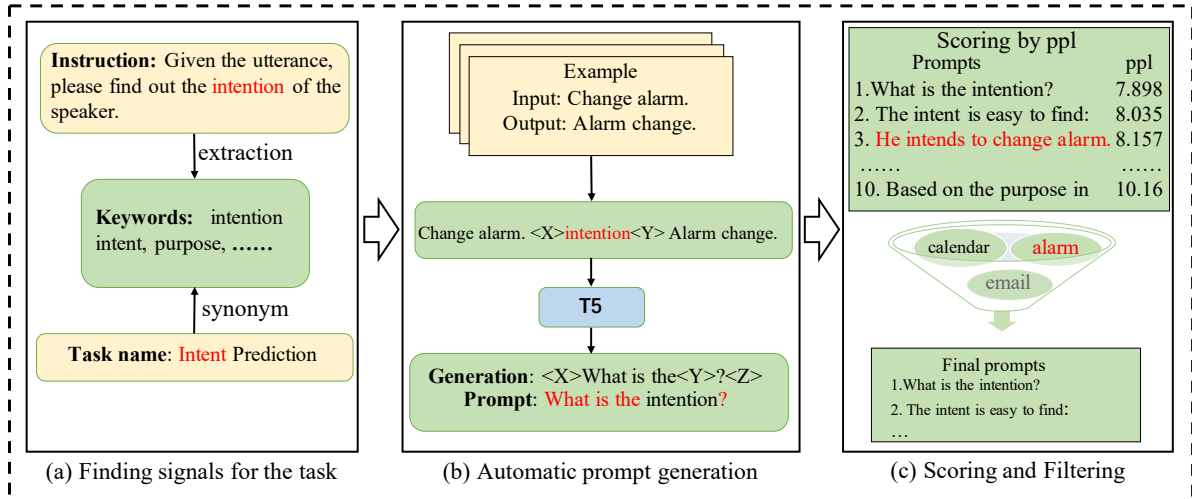 Instruction: Given the utterance,
please find out the intention of the
speaker.
extraction
Keywords: intention
intent, purpose, ......
synonym
Task name: Intent Prediction
(a) Finding signals for the task
Example
Input: Change alarm.
Output: Alarm change.
Change alarm. <X>intention<Y> Alarm change.
T5
Generation: <X>What is the<Y>?<Z>
Prompt: What is the intention?
(b) Automatic prompt generation
Scoring by ppl
Prompts ppl
1.What is the intention? 7.898
2. The intent is easy to find: 8.035
3. He intends to change alarm. 8.157
...... ......
10. Based on the purpose in 10.16
calendar alarm
email
Final prompts
1.What is the intention?
2. The intent is easy to find:
...
(c) Scoring and Filtering